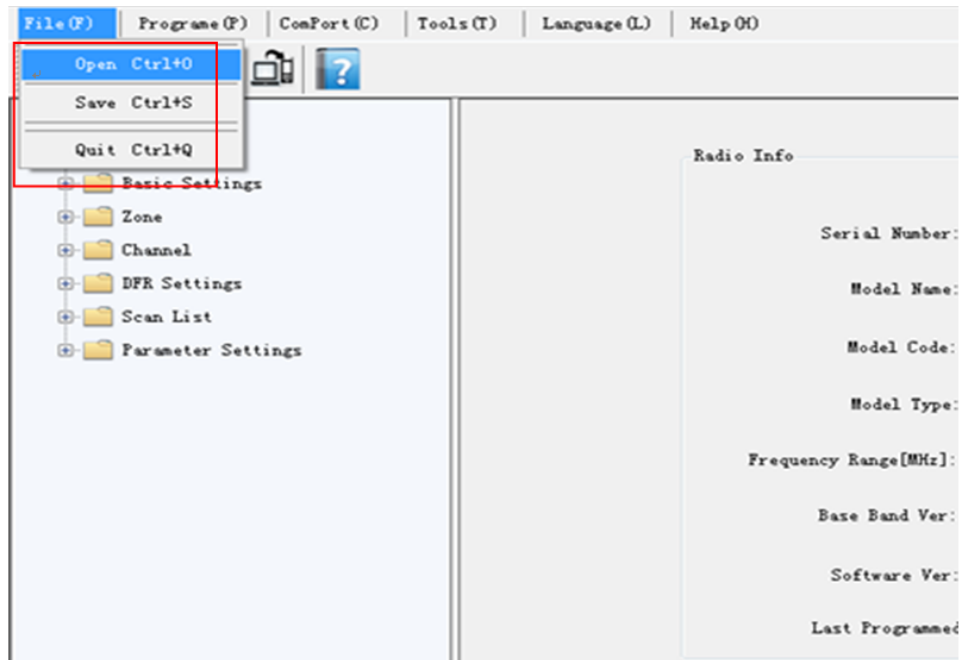 File(F) Programe(P) ComPort(C) Tools(T) Language(L) Help(H)
Open Ctrl+O
Save Ctrl+S
Quit Ctrl+Q
Basic Settings
Zone
Channel
DFR Settings
Scan List
Parameter Settings
Radio Info
Serial Number:
Model Name:
Model Code:
Model Type:
Frequency Range[MHz]:
Base Band Ver:
Software Ver:
Last Programmed